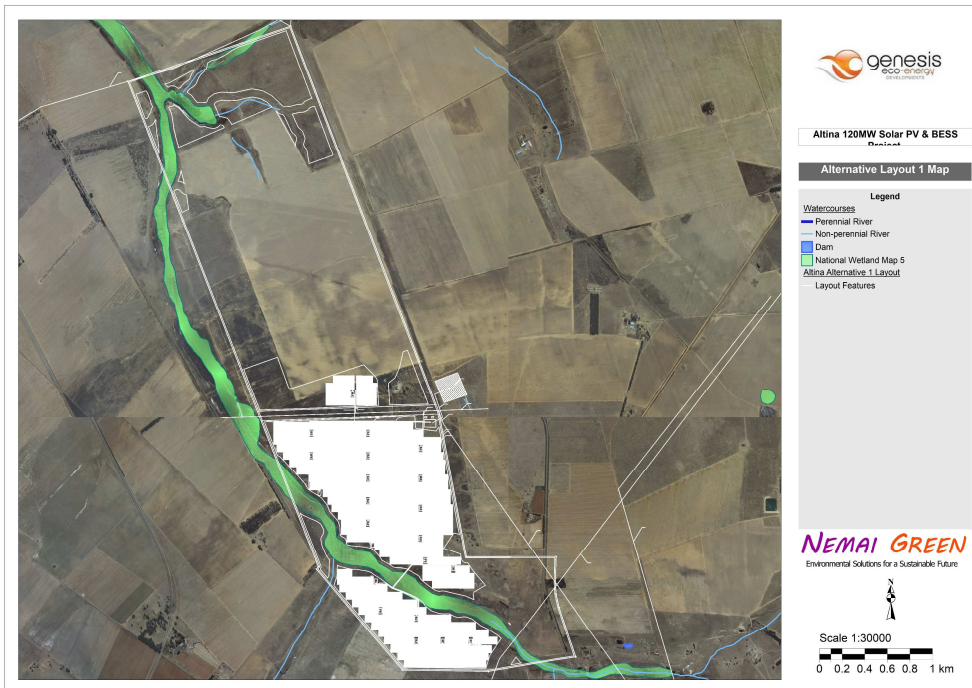 genesis
eco-energy
DEVELOPMENTS
Altina 120MW Solar PV & BESS
Project
Alternative Layout 1 Map
Legend
Watercourses
Perennial River
Non-perennial River
Dam
National Wetland Map 5
Altina Alternative 1 Layout
Layout Features
NEMAI GREEN
Environmental Solutions for a Sustainable Future
N
Scale 1:30000
0 0.2 0.4 0.6 0.8 1 km